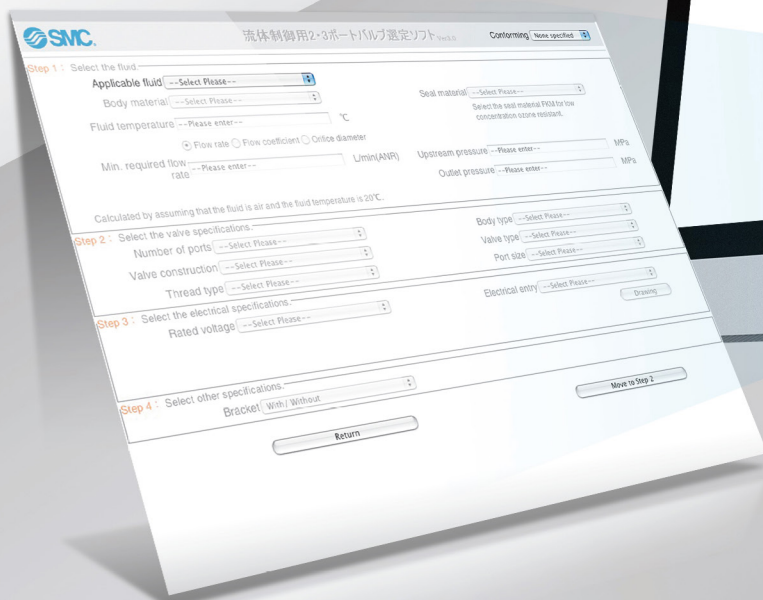 SMC. 流体制御用2・3ポートバルブ選定ソフト Ver3.0 Conforming None specified
Step 1 : Select the fluid.
Applicable fluid --Select Please--
Body material --Select Please-- Seal material --Select Please--
Select the seal material FKM for low
concentration ozone resistant.
Fluid temperature --Please enter-- ℃
Flow rate Flow coefficient Orifice diameter
Min. required flow
rate --Please enter-- L/min(ANR) Upstream pressure --Please enter-- MPa
Outlet pressure --Please enter-- MPa
Calculated by assuming that the fluid is air and the fluid temperature is 20℃.
Step 2 : Select the valve specifications.
Number of ports --Select Please-- Body type --Select Please--
Valve construction --Select Please-- Valve type --Select Please--
Thread type --Select Please-- Port size --Select Please--
Step 3 : Select the electrical specifications.
Rated voltage --Select Please-- Electrical entry --Select Please--
Drawing
Step 4 : Select other specifications.
Bracket With/ Without
Return Move to Step 2